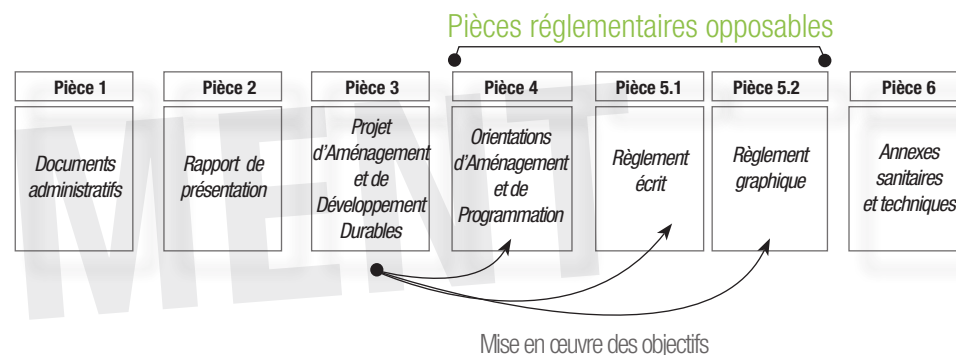 Pièces réglementaires opposables
Pièce 1
Documents
administratifs
Pièce 2
Rapport de
présentation
Pièce 3
Projet
d'Aménagement
et de
Développement
Durables
Pièce 4
Orientations
d'Aménagement
et de
Programmation
Pièce 5.1
Règlement
écrit
Pièce 5.2
Règlement
graphique
Pièce 6
Annexes
sanitaires
et techniques
Mise en œuvre des objectifs
MENT